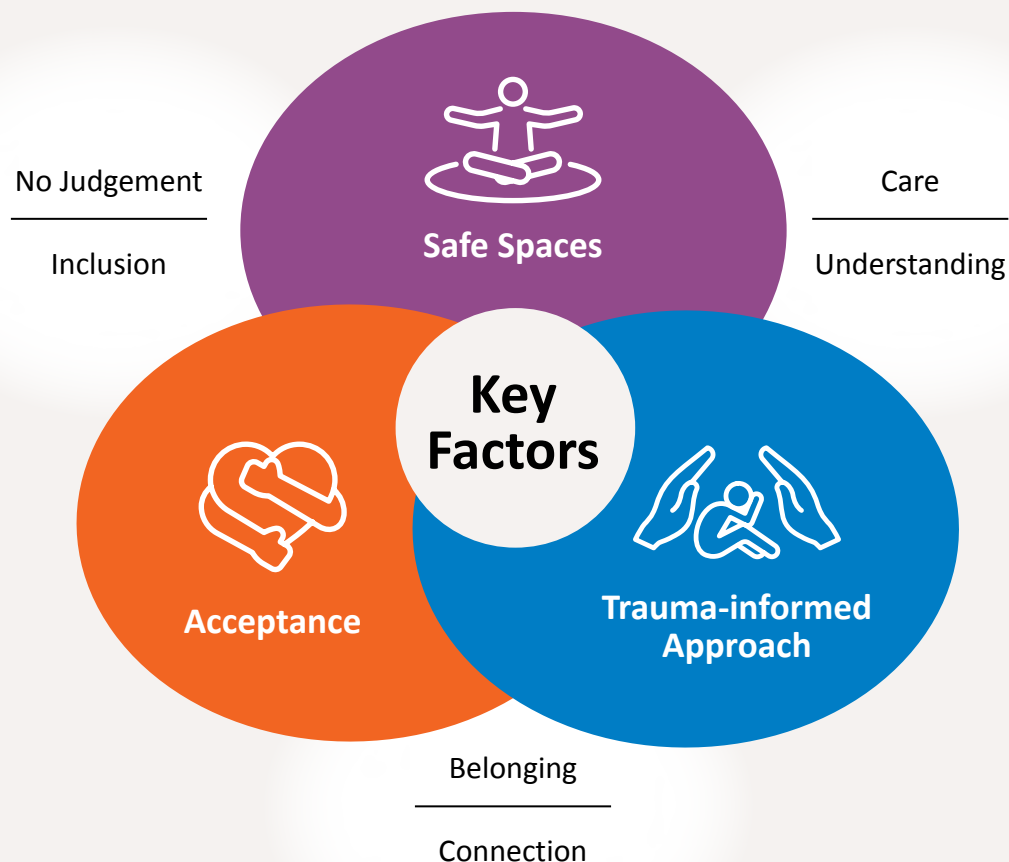 No Judgement
Inclusion
Safe Spaces
Care
Understanding
Key
Factors
Acceptance
Trauma-informed
Approach
Belonging
Connection